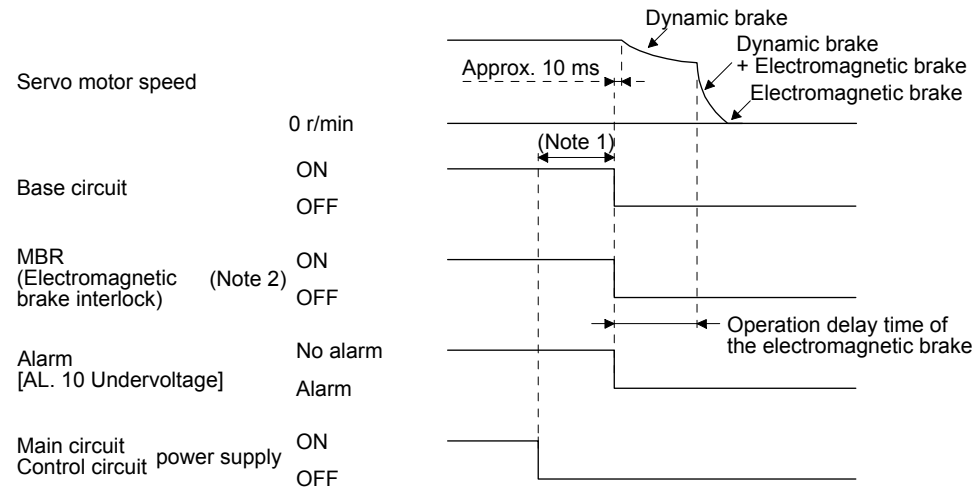 Dynamic brake
Dynamic brake
+ Electromagnetic brake
Electromagnetic brake
Servo motor speed
Approx. 10 ms
0 r/min
(Note 1)
Base circuit
ON
OFF
MBR
(Electromagnetic
brake interlock)
(Note 2)
ON
OFF
Operation delay time of
the electromagnetic brake
Alarm
[AL. 10 Undervoltage]
No alarm
Alarm
Main circuit
Control circuit
power supply
ON
OFF